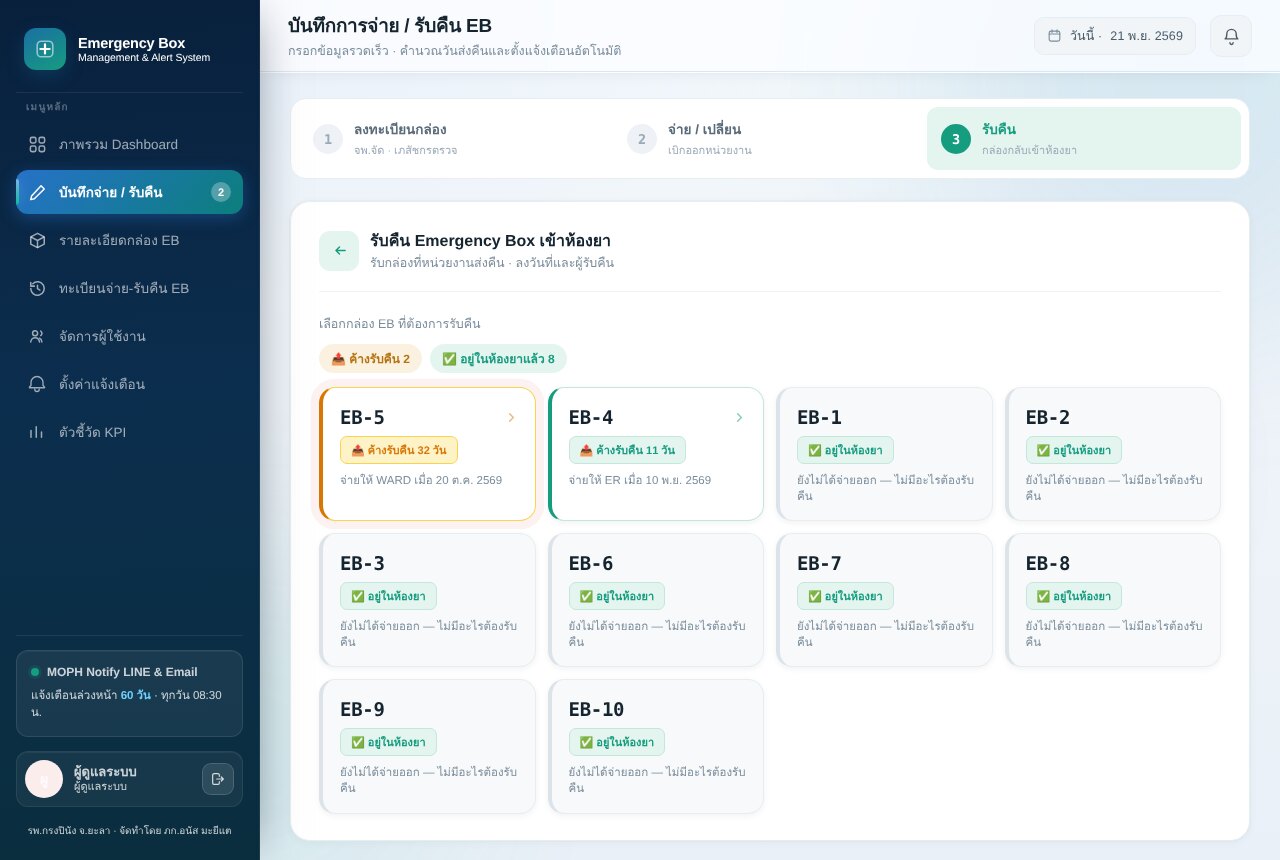 Emergency Box
Management & Alert System
เมนูหลัก
ภาพรวม Dashboard
บันทึกจ่าย / รับคืน
2
รายละเอียดกล่อง EB
ทะเบียนจ่าย-รับคืน EB
จัดการผู้ใช้งาน
ตั้งค่าแจ้งเตือน
ตัวชี้วัด KPI
MOPH Notify LINE & Email
แจ้งเตือนล่วงหน้า 60 วัน · ทุกวัน 08:30
น.
ผู้ดูแลระบบ
ผู้ดูแลระบบ
รพ.กรงปินัง จ.ยะลา · จัดทำโดย ภก.อนัส มะยีแต
บันทึกการจ่าย / รับคืน EB
กรอกข้อมูลรวดเร็ว · คำนวณวันส่งคืนและตั้งแจ้งเตือนอัตโนมัติ
วันนี้ · 21 พ.ย. 2569
1
ลงทะเบียนกล่อง
จพ.จัด · เภสัชกรตรวจ
2
จ่าย / เปลี่ยน
เบิกออกหน่วยงาน
3
รับคืน
กล่องกลับเข้าห้องยา
รับคืน Emergency Box เข้าห้องยา
รับกล่องที่หน่วยงานส่งคืน · ลงวันที่และผู้รับคืน
เลือกกล่อง EB ที่ต้องการรับคืน
📤 ค้างรับคืน 2
✅ อยู่ในห้องยาแล้ว 8
EB-5
📤 ค้างรับคืน 32 วัน
จ่ายให้ WARD เมื่อ 20 ต.ค. 2569
EB-4
📤 ค้างรับคืน 11 วัน
จ่ายให้ ER เมื่อ 10 พ.ย. 2569
EB-1
✅ อยู่ในห้องยา
ยังไม่ได้จ่ายออก — ไม่มีอะไรต้องรับ
คืน
EB-2
✅ อยู่ในห้องยา
ยังไม่ได้จ่ายออก — ไม่มีอะไรต้องรับ
คืน
EB-3
✅ อยู่ในห้องยา
ยังไม่ได้จ่ายออก — ไม่มีอะไรต้องรับ
คืน
EB-6
✅ อยู่ในห้องยา
ยังไม่ได้จ่ายออก — ไม่มีอะไรต้องรับ
คืน
EB-7
✅ อยู่ในห้องยา
ยังไม่ได้จ่ายออก — ไม่มีอะไรต้องรับ
คืน
EB-8
✅ อยู่ในห้องยา
ยังไม่ได้จ่ายออก — ไม่มีอะไรต้องรับ
คืน
EB-9
✅ อยู่ในห้องยา
ยังไม่ได้จ่ายออก — ไม่มีอะไรต้องรับ
คืน
EB-10
✅ อยู่ในห้องยา
ยังไม่ได้จ่ายออก — ไม่มีอะไรต้องรับ
คืน